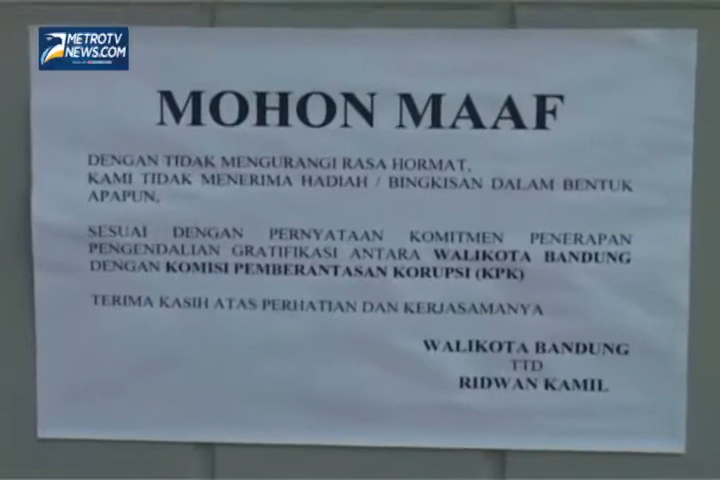 METROTV
NEWS.COM
MOHON MAAF
DENGAN TIDAK MENGURANGI RASA HORMAT,
KAMI TIDAK MENERIMA HADIAH / BINGKISAN DALAM BENTUK
APAPUN.
SESUAI DENGAN PERNYATAAN KOMITMEN PENERAPAN
PENGENDALIAN GRATIFIKASI ANTARA WALIKOTA BANDUNG
DENGAN KOMISI PEMBERANTASAN KORUPSI (KPK)
TERIMA KASIH ATAS PERHATIAN DAN KERJASAMANYA
WALIKOTA BANDUNG
TTD
RIDWAN KAMIL